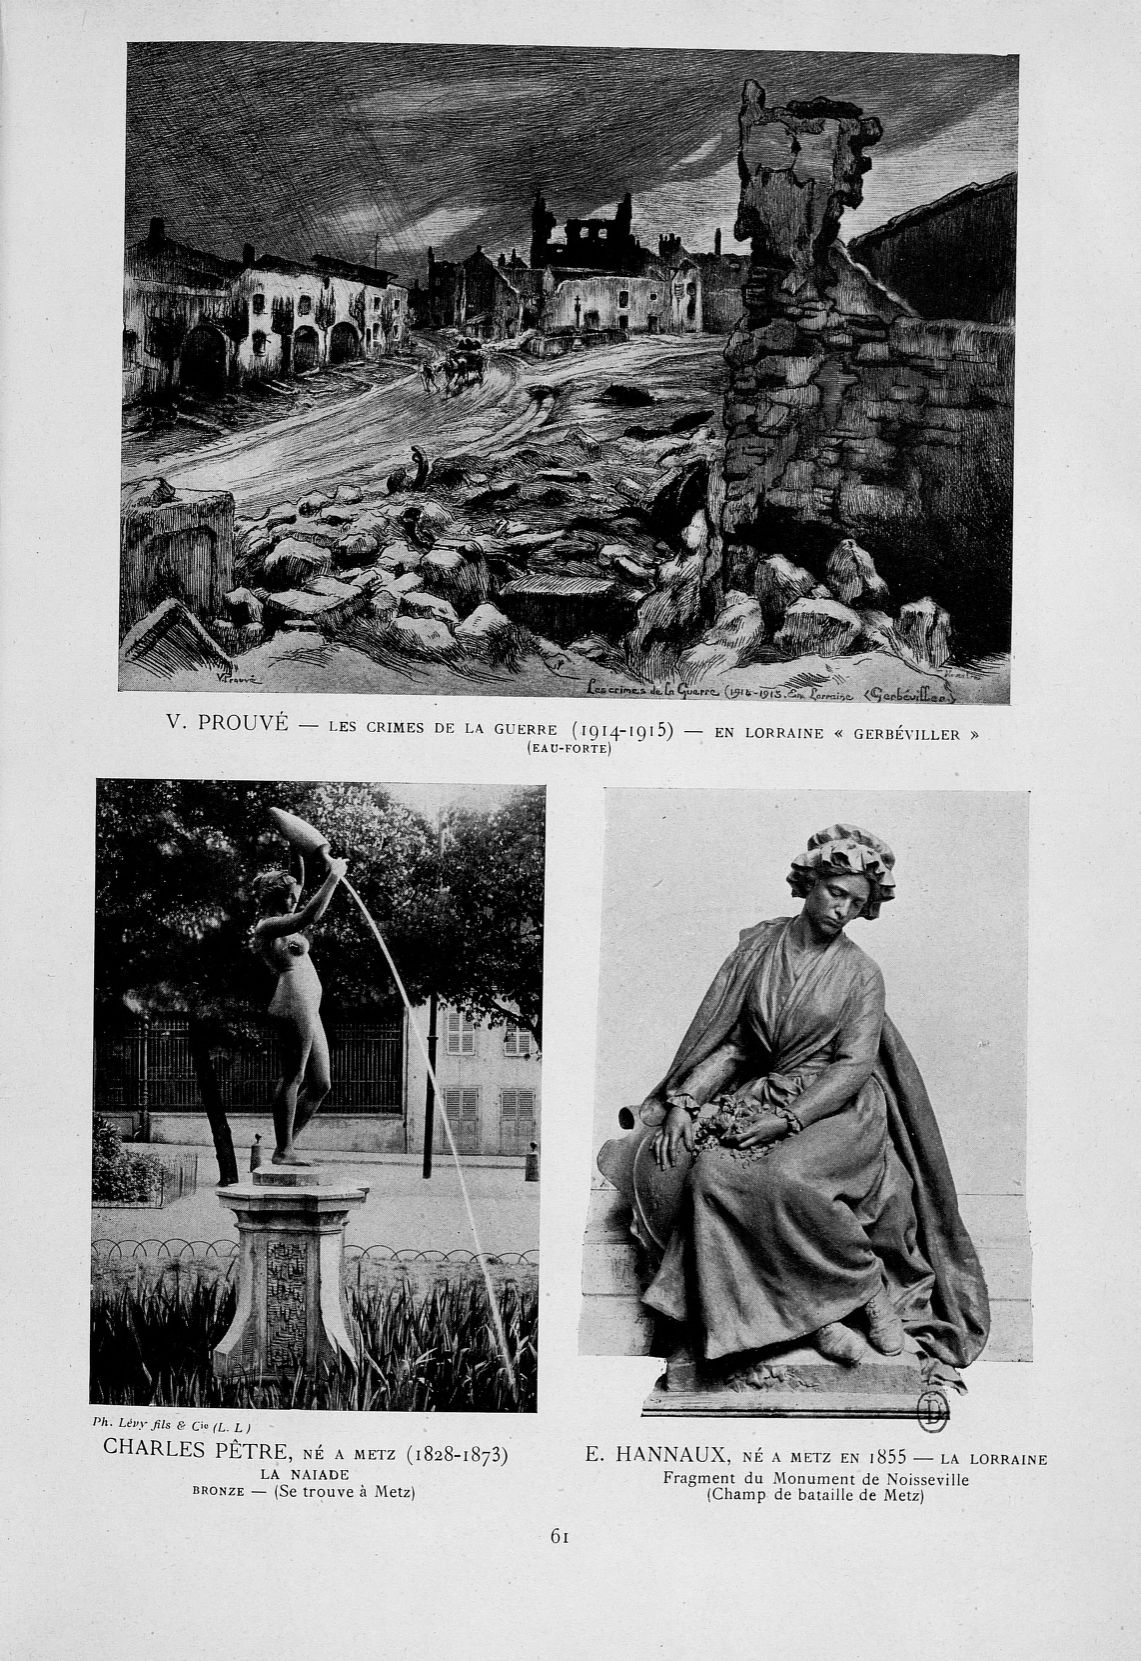 V. Prouvé
Les crimes de la Guerre (1914-1915. En Lorraine (Gerbéviller)
V. PROUVÉ — LES CRIMES DE LA GUERRE (1914-1915) — EN LORRAINE « GERBÉVILLER »
(EAU-FORTE)
Ph. Lévy fils & Cie (L. L)
CHARLES PÊTRE, NÉ A METZ (1828-1873)
LA NAIADE
BRONZE — (Se trouve à Metz)
E. HANNAUX, NÉ A METZ EN 1855 — LA LORRAINE
Fragment du Monument de Noisseville
(Champ de bataille de Metz)
61